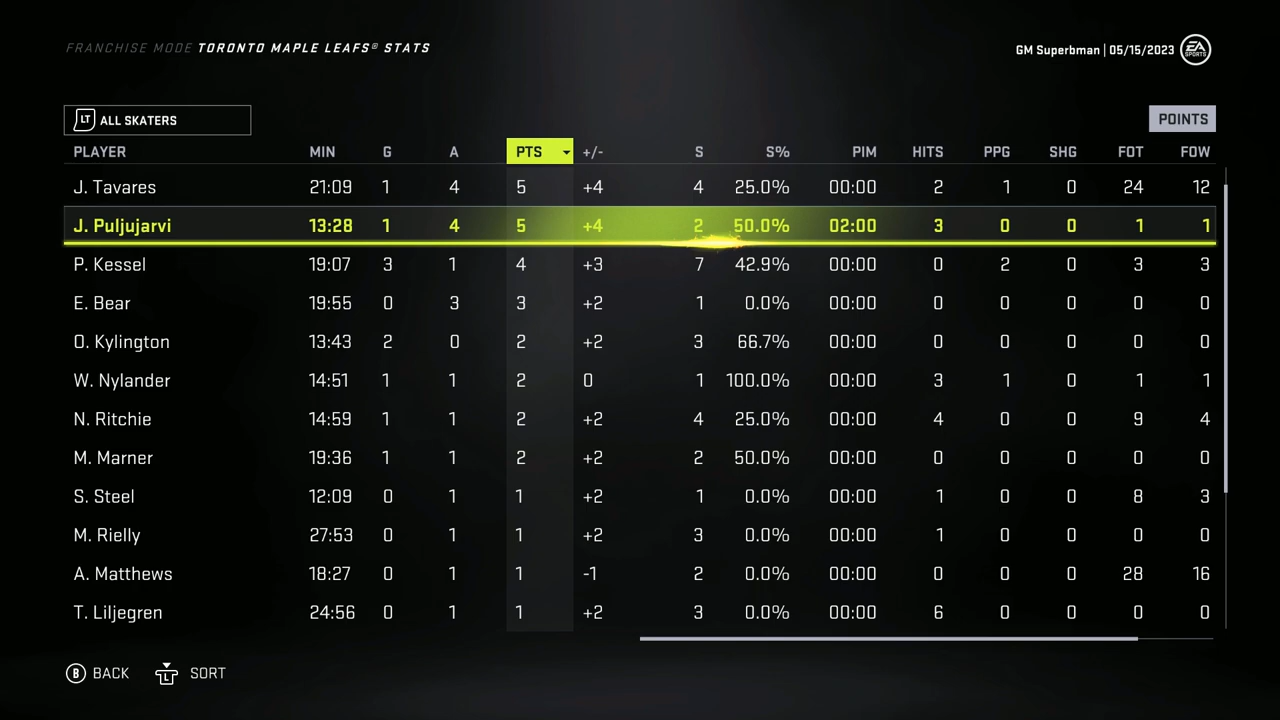 FRANCHISE MODE TORONTO MAPLE LEAFS® STATS
GM Superbman | 05/15/2023 EA SPORTS
LT ALL SKATERS
POINTS
PLAYER MIN G A PTS +/- S S% PIM HITS PPG SHG FOT FOW
J. Tavares 21:09 1 4 5 +4 4 25.0% 00:00 2 1 0 24 12
J. Puljujarvi 13:28 1 4 5 +4 2 50.0% 02:00 3 0 0 1 1
P. Kessel 19:07 3 1 4 +3 7 42.9% 00:00 0 2 0 3 3
E. Bear 19:55 0 3 3 +2 1 0.0% 00:00 0 0 0 0 0
O. Kylington 13:43 2 0 2 +2 3 66.7% 00:00 0 0 0 0 0
W. Nylander 14:51 1 1 2 0 1 100.0% 00:00 3 1 0 1 1
N. Ritchie 14:59 1 1 2 +2 4 25.0% 00:00 4 0 0 9 4
M. Marner 19:36 1 1 2 +2 2 50.0% 00:00 0 0 0 0 0
S. Steel 12:09 0 1 1 +2 1 0.0% 00:00 1 0 0 8 3
M. Rielly 27:53 0 1 1 +2 3 0.0% 00:00 1 0 0 0 0
A. Matthews 18:27 0 1 1 -1 2 0.0% 00:00 0 0 0 28 16
T. Liljegren 24:56 0 1 1 +2 3 0.0% 00:00 6 0 0 0 0
B BACK L SORT